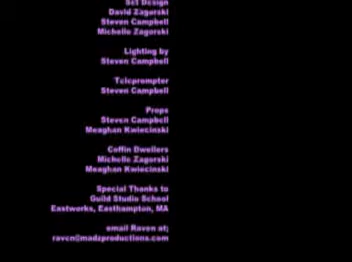 Set Design
David Zagorski
Steven Campbell
Michelle Zagorski
Lighting by
Steven Campbell
Teleprompter
Steven Campbell
Props
Steven Campbell
Meaghan Kwiecinski
Coffin Dwellers
Michelle Zagorski
Meaghan Kwiecinski
Special Thanks to
Guild Studio School
Eastworks, Easthampton, MA
email Raven at;
raven@madzproductions.com